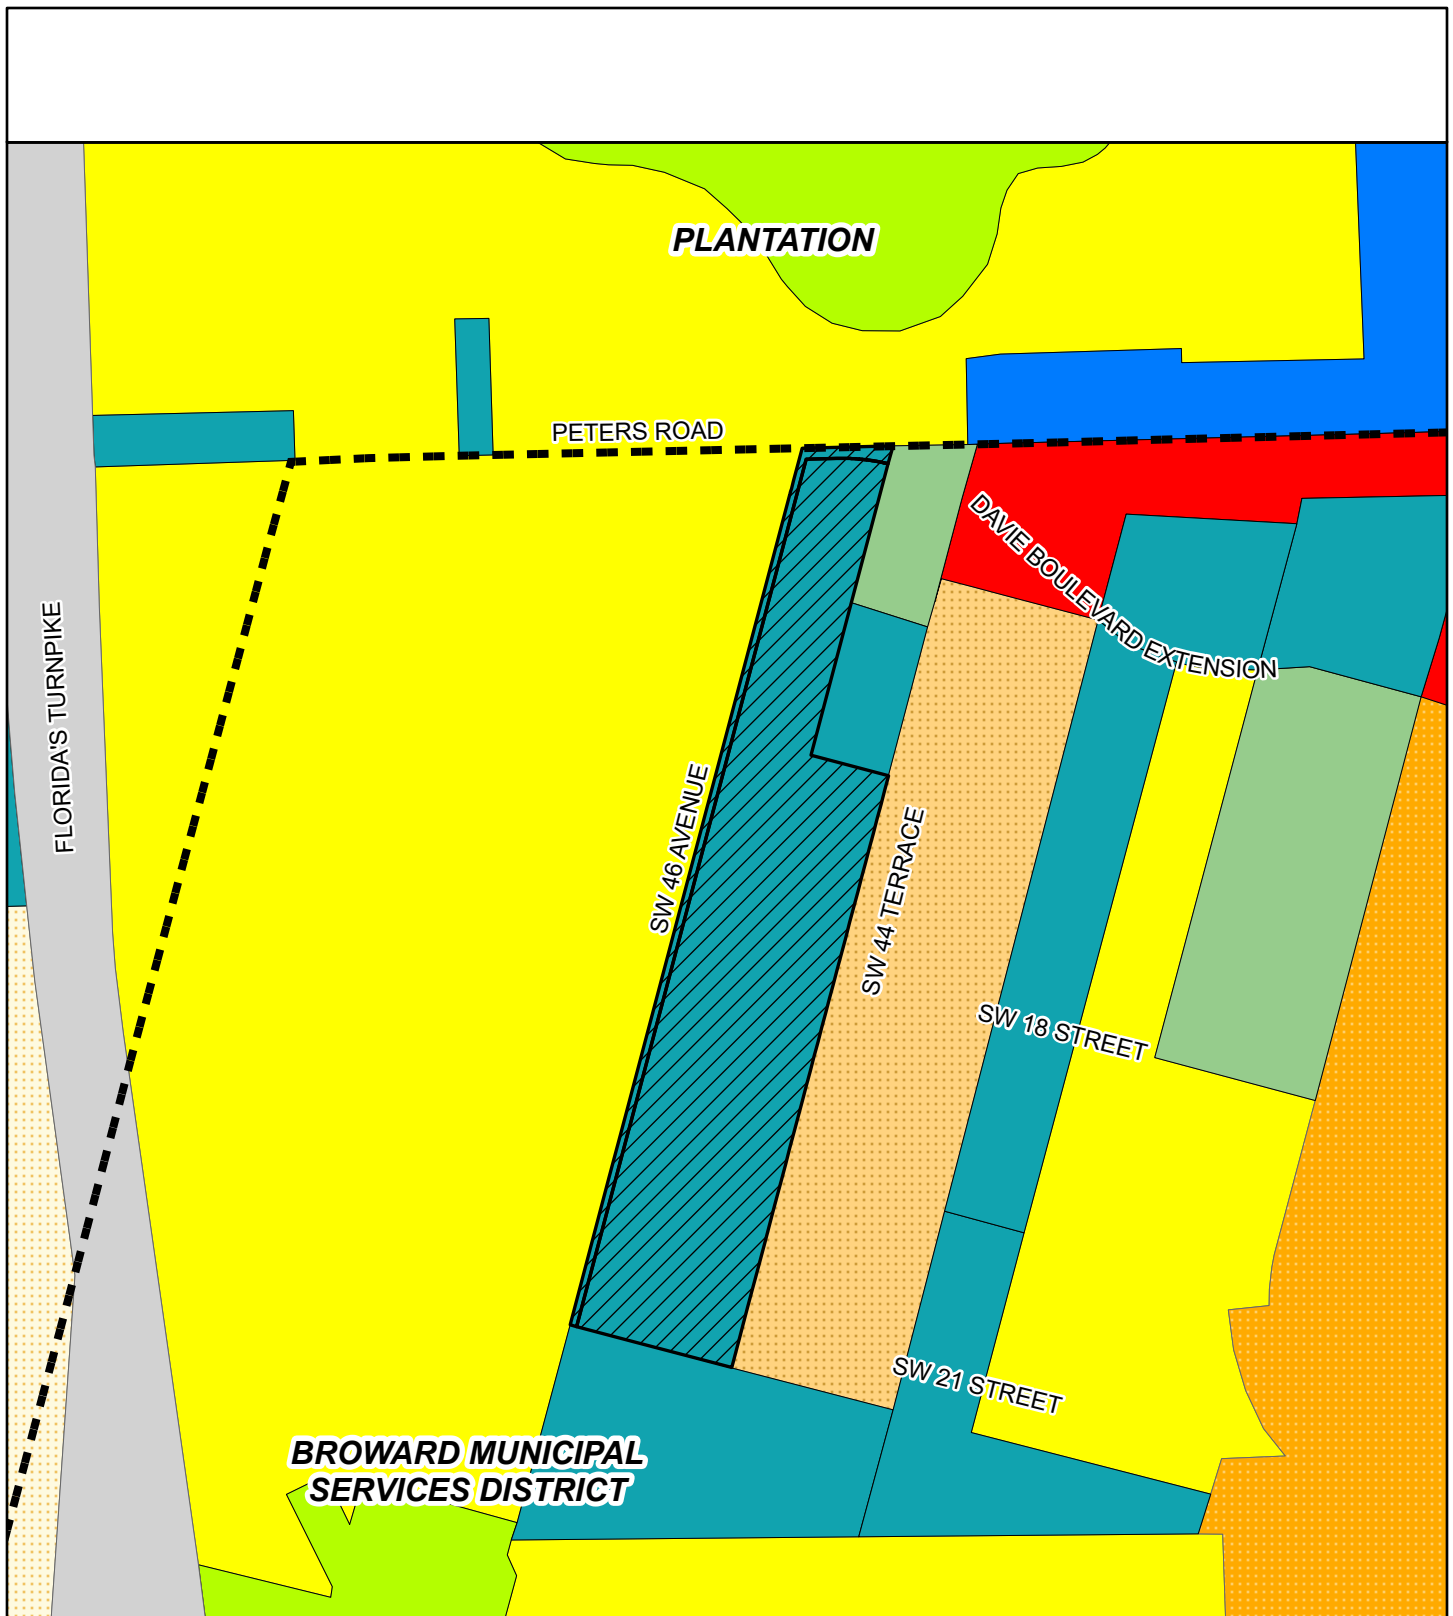 PLANTATION
PETERS ROAD
DAVIE BOULEVARD EXTENSION
FLORIDA'S TURNPIKE
SW 46 AVENUE
SW 44 TERRACE
SW 18 STREET
SW 21 STREET
BROWARD MUNICIPAL
SERVICES DISTRICT